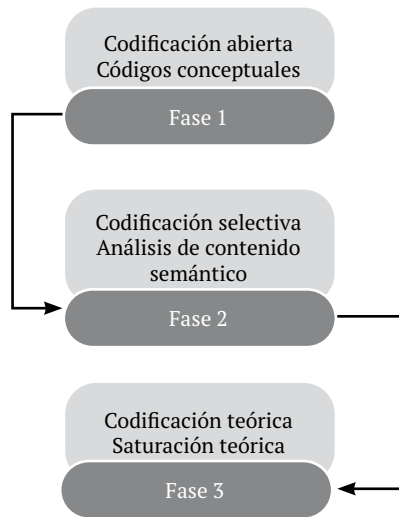 Codificación abierta
Códigos conceptuales
Fase 1
Codificación selectiva
Análisis de contenido
semántico
Fase 2
Codificación teórica
Saturación teórica
Fase 3